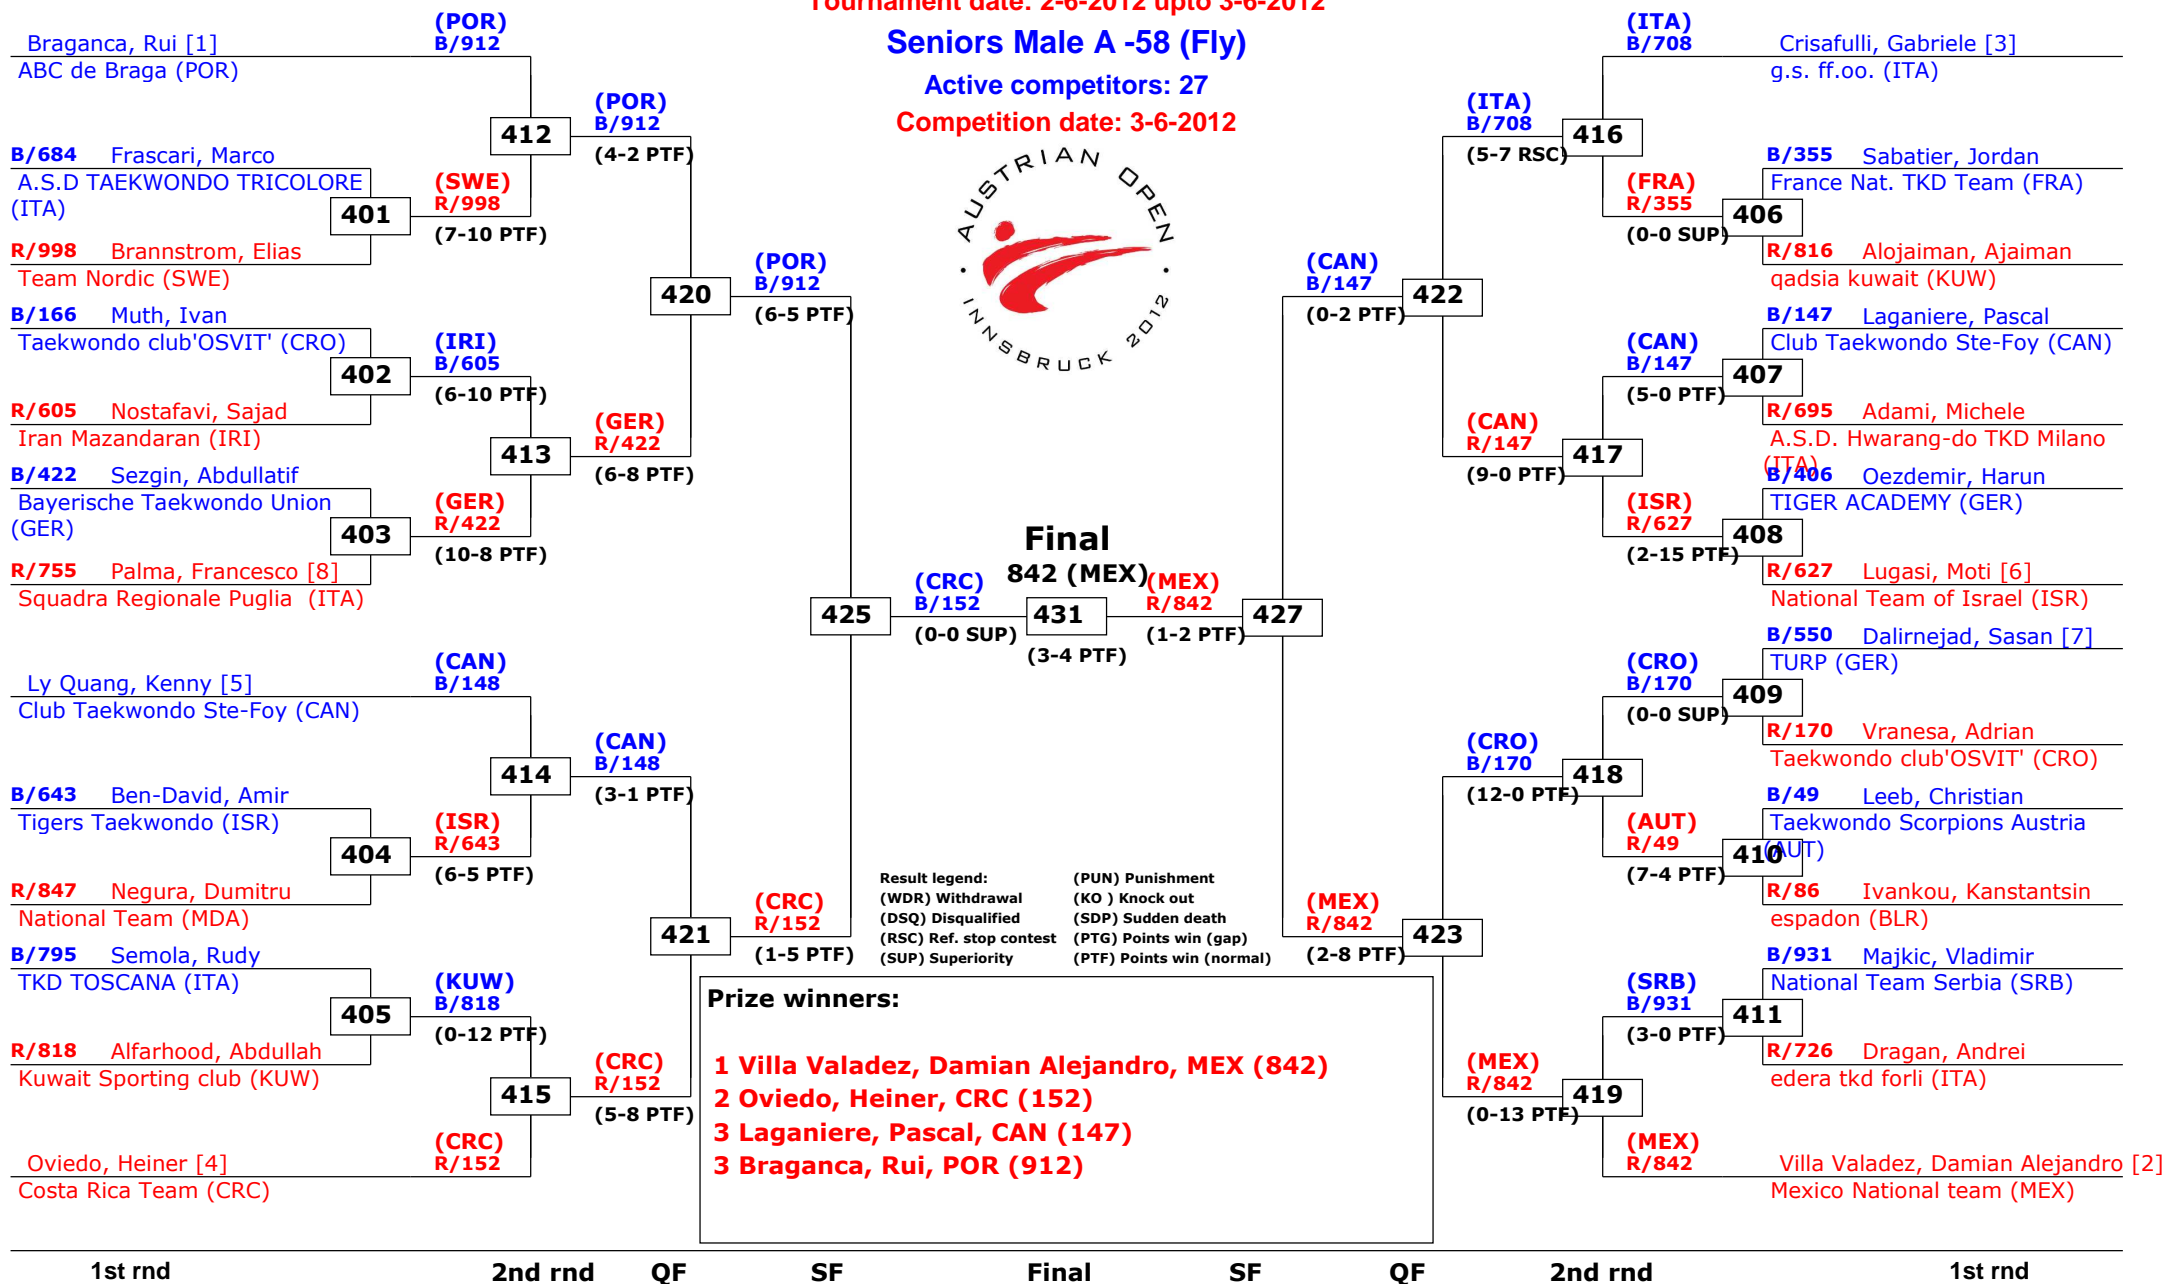 Tournament date: 2-6-2012 upto 3-6-2012
Seniors Male A -58 (Fly)
Active competitors: 27
Competition date: 3-6-2012
AUSTRIAN OPEN
· INNSBRUCK 2012 ·
Braganca, Rui [1]
ABC de Braga (POR)
(POR)
B/912
B/684 Frascari, Marco
A.S.D TAEKWONDO TRICOLORE
(ITA)
401
R/998 Brannstrom, Elias
Team Nordic (SWE)
(SWE)
R/998
(7-10 PTF)
412
(POR)
B/912
(4-2 PTF)
B/166 Muth, Ivan
Taekwondo club'OSVIT' (CRO)
402
R/605 Nostafavi, Sajad
Iran Mazandaran (IRI)
(IRI)
B/605
(6-10 PTF)
B/422 Sezgin, Abdullatif
Bayerische Taekwondo Union
(GER)
403
R/755 Palma, Francesco [8]
Squadra Regionale Puglia (ITA)
(GER)
R/422
(10-8 PTF)
413
(GER)
R/422
(6-8 PTF)
420
(POR)
B/912
(6-5 PTF)
Ly Quang, Kenny [5]
Club Taekwondo Ste-Foy (CAN)
(CAN)
B/148
B/643 Ben-David, Amir
Tigers Taekwondo (ISR)
404
R/847 Negura, Dumitru
National Team (MDA)
(ISR)
R/643
(6-5 PTF)
414
(CAN)
B/148
(3-1 PTF)
B/795 Semola, Rudy
TKD TOSCANA (ITA)
405
R/818 Alfarhood, Abdullah
Kuwait Sporting club (KUW)
(KUW)
B/818
(0-12 PTF)
Oviedo, Heiner [4]
Costa Rica Team (CRC)
(CRC)
R/152
415
(CRC)
R/152
(5-8 PTF)
421
(CRC)
R/152
(1-5 PTF)
425
(CRC)
B/152
(0-0 SUP)
Final
842 (MEX)
431
(3-4 PTF)
(MEX)
R/842
(1-2 PTF)
427
(CAN)
B/147
(0-2 PTF)
422
(ITA)
B/708
(5-7 RSC)
416
(ITA)
B/708
Crisafulli, Gabriele [3]
g.s. ff.oo. (ITA)
(FRA)
R/355
(0-0 SUP)
406
B/355 Sabatier, Jordan
France Nat. TKD Team (FRA)
R/816 Alojaiman, Ajaiman
qadsia kuwait (KUW)
(CAN)
R/147
(9-0 PTF)
417
(CAN)
B/147
(5-0 PTF)
407
B/147 Laganiere, Pascal
Club Taekwondo Ste-Foy (CAN)
R/695 Adami, Michele
A.S.D. Hwarang-do TKD Milano
(ITA)
(ISR)
R/627
(2-15 PTF)
408
B/406 Oezdemir, Harun
TIGER ACADEMY (GER)
R/627 Lugasi, Moti [6]
National Team of Israel (ISR)
(MEX)
R/842
(2-8 PTF)
423
(CRO)
B/170
(12-0 PTF)
418
(CRO)
B/170
(0-0 SUP)
409
B/550 Dalirnejad, Sasan [7]
TURP (GER)
R/170 Vranesa, Adrian
Taekwondo club'OSVIT' (CRO)
(AUT)
R/49
(7-4 PTF)
410
B/49 Leeb, Christian
Taekwondo Scorpions Austria
(AUT)
R/86 Ivankou, Kanstantsin
espadon (BLR)
(MEX)
R/842
(0-13 PTF)
419
(SRB)
B/931
(3-0 PTF)
411
B/931 Majkic, Vladimir
National Team Serbia (SRB)
R/726 Dragan, Andrei
edera tkd forli (ITA)
(MEX)
R/842
Villa Valadez, Damian Alejandro [2]
Mexico National team (MEX)
Result legend:
(WDR) Withdrawal
(DSQ) Disqualified
(RSC) Ref. stop contest
(SUP) Superiority
(PUN) Punishment
(KO ) Knock out
(SDP) Sudden death
(PTG) Points win (gap)
(PTF) Points win (normal)
Prize winners:
1 Villa Valadez, Damian Alejandro, MEX (842)
2 Oviedo, Heiner, CRC (152)
3 Laganiere, Pascal, CAN (147)
3 Braganca, Rui, POR (912)
1st rnd 2nd rnd QF SF Final SF QF 2nd rnd 1st rnd